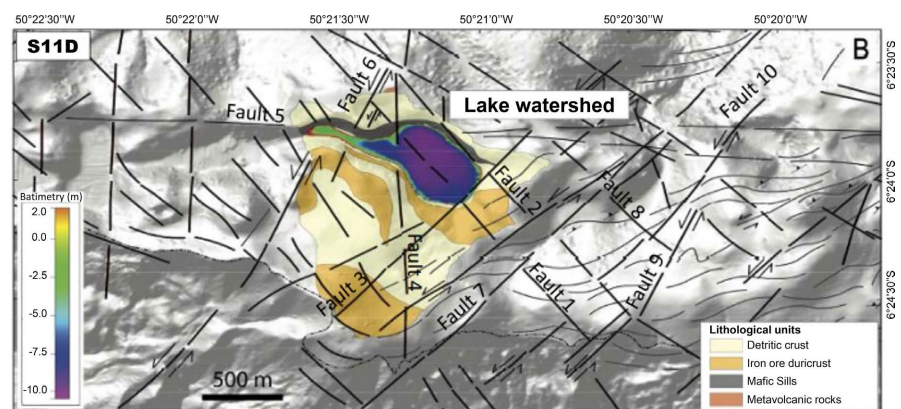 50°22'30"W 50°22'0"W 50°21'30"W 50°21'0"W 50°20'30"W 50°20'0"W
S11D
B
6°23'30"S
6°24'0"S
6°24'30"S
Fault 6
Fault 10
Fault 5
Lake watershed
Fault 2
Fault 8
Fault 4
Fault 3
Fault 7
Fault 1
Fault 9
Batimetry (m)
2.0
0.0
-2.5
-5.0
-7.5
-10.0
500 m
Lithological units
Detritic crust
Iron ore duricrust
Mafic Sills
Metavolcanic rocks